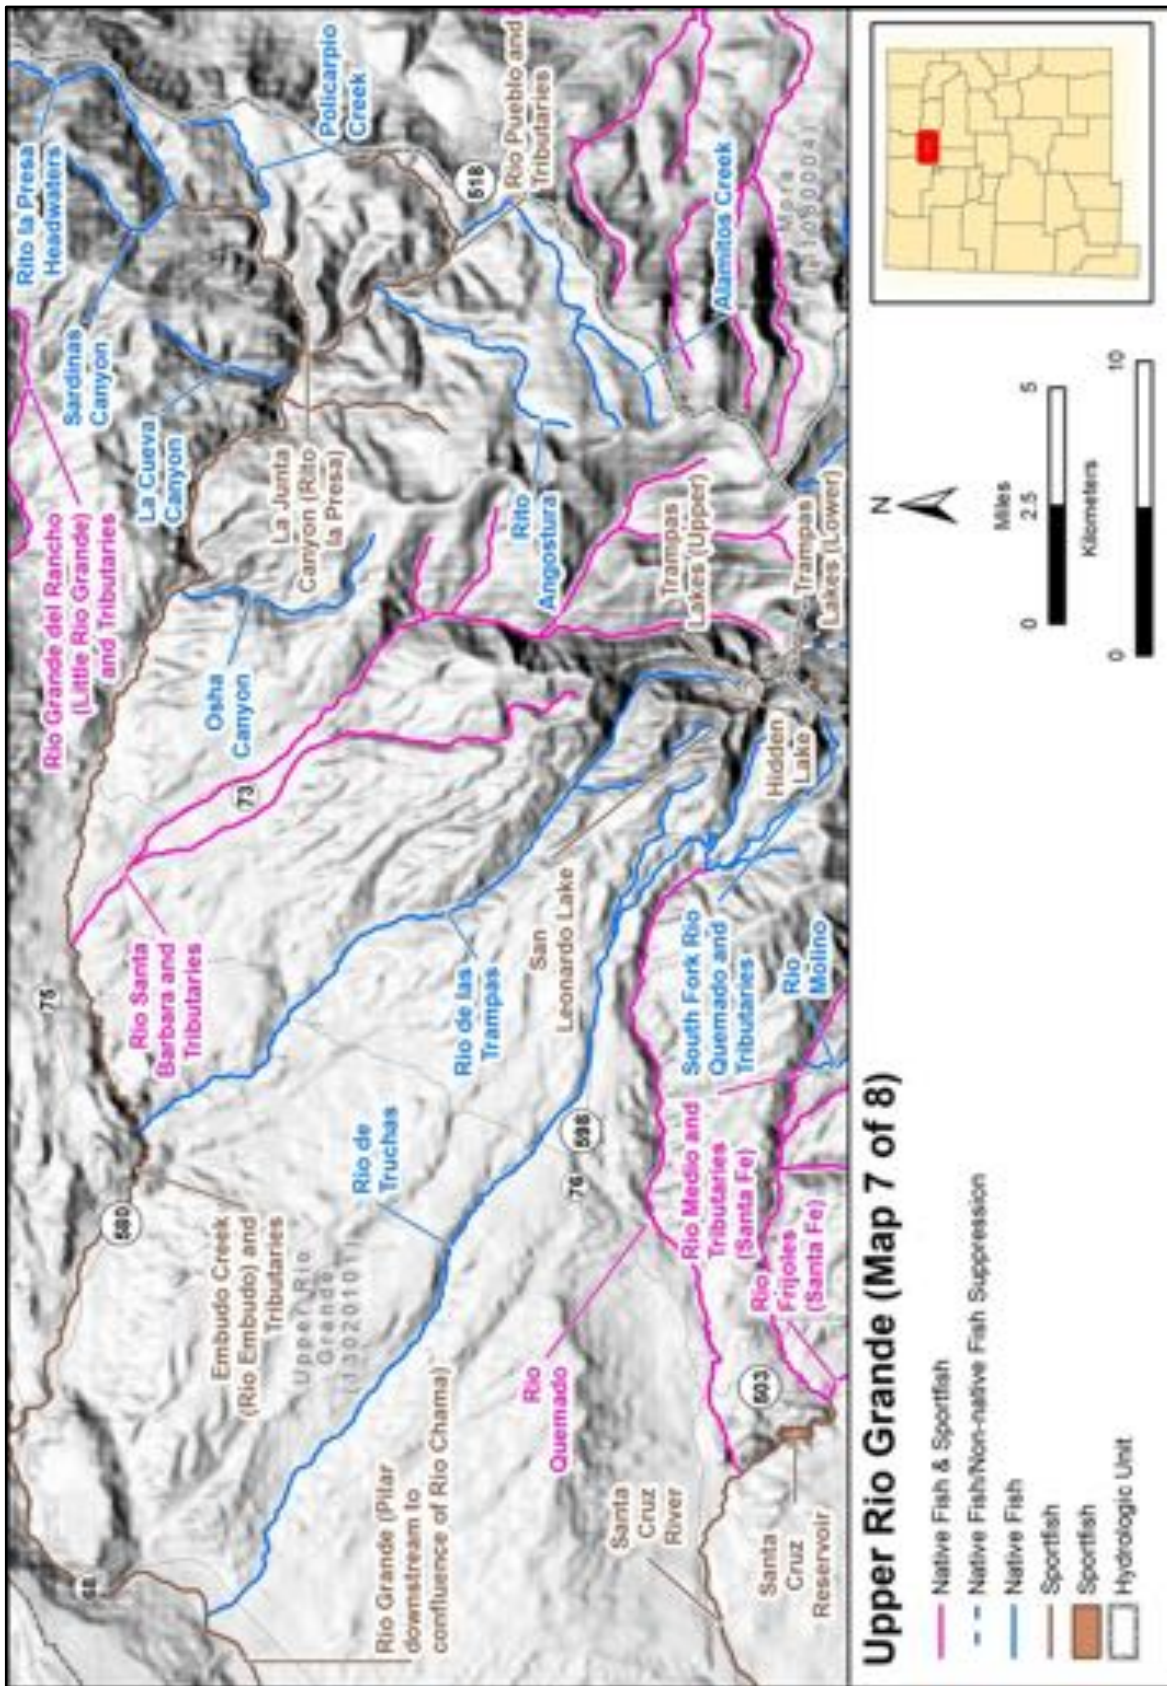 Rito la Presa
Headwaters
Policarpio
Creek
518
Rio Pueblo and
Tributaries
Sardinas
Canyon
La Cueva
Canyon
Alamitos Creek
Mora
Rio Grande del Rancho
(Little Rio Grande)
and Tributaries
La Junta
Canyon (Rito
la Presa)
Rito
Angostura
Osha
Canyon
Trampas
Lakes (Upper)
Trampas
Lakes (Lower)
73
Hidden
Lake
75
Rio Santa
Barbara and
Tributaries
Rio de las
Trampas
San
Leonardo Lake
South Fork Rio
Quemado and
Tributaries
Rio
Molino
580
Embudo Creek
(Rio Embudo) and
Tributaries
Upper Rio
Grande
(13020101)
Rio de
Truchas
76
598
Rio Medio and
Tributaries
(Santa Fe)
Rio
Frijoles
(Santa Fe)
68
Rio Grande (Pilar
downstream to
confluence of Rio Chama)
Rio
Quemado
503
Santa
Cruz
River
Santa
Cruz
Reservoir
Upper Rio Grande (Map 7 of 8)
Native Fish & Sportfish
Native Fish/Non-native Fish Suppression
Native Fish
Sportfish
Sportfish
Hydrologic Unit
N
Miles
0 2.5 5
Kilometers
0 10